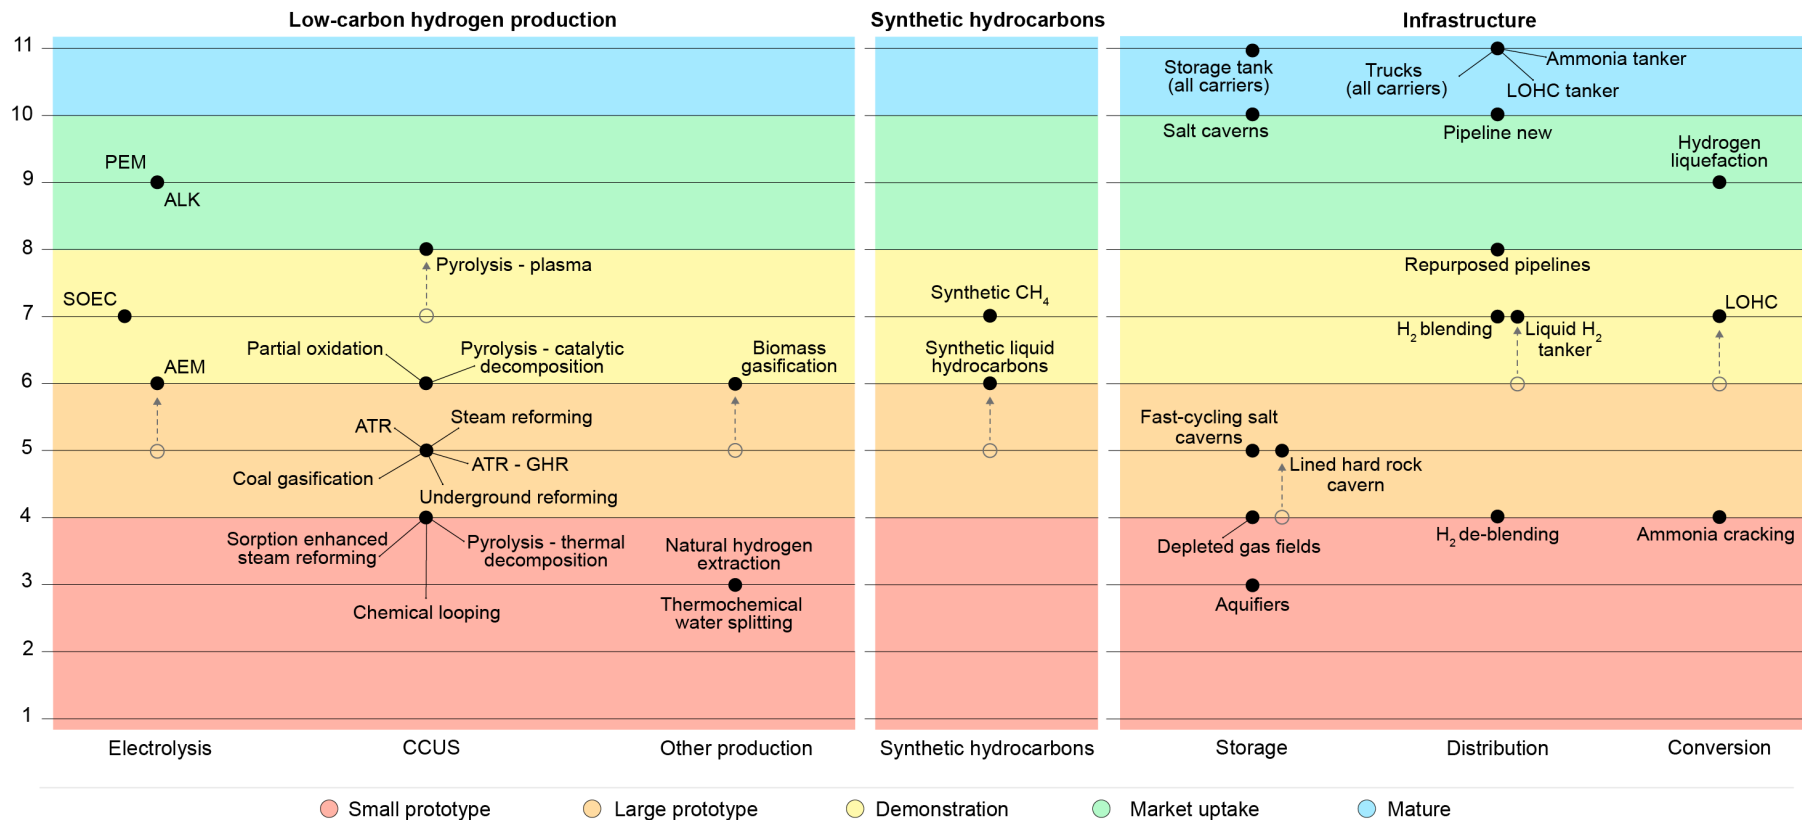 Low-carbon hydrogen production
Synthetic hydrocarbons
Infrastructure
11
10
9
8
7
6
5
4
3
2
1
PEM
ALK
SOEC
AEM
Pyrolysis - plasma
Partial oxidation
Pyrolysis - catalytic
decomposition
ATR
Steam reforming
ATR - GHR
Coal gasification
Underground reforming
Sorption enhanced
steam reforming
Pyrolysis - thermal
decomposition
Chemical looping
Biomass
gasification
Natural hydrogen
extraction
Thermochemical
water splitting
Synthetic CH4
Synthetic liquid
hydrocarbons
Storage tank
(all carriers)
Salt caverns
Fast-cycling salt
caverns
Lined hard rock
cavern
Depleted gas fields
Aquifiers
Trucks
(all carriers)
Ammonia tanker
LOHC tanker
Pipeline new
Repurposed pipelines
H2 blending
Liquid H2
tanker
H2 de-blending
Hydrogen
liquefaction
LOHC
Ammonia cracking
Electrolysis
CCUS
Other production
Synthetic hydrocarbons
Storage
Distribution
Conversion
Small prototype
Large prototype
Demonstration
Market uptake
Mature